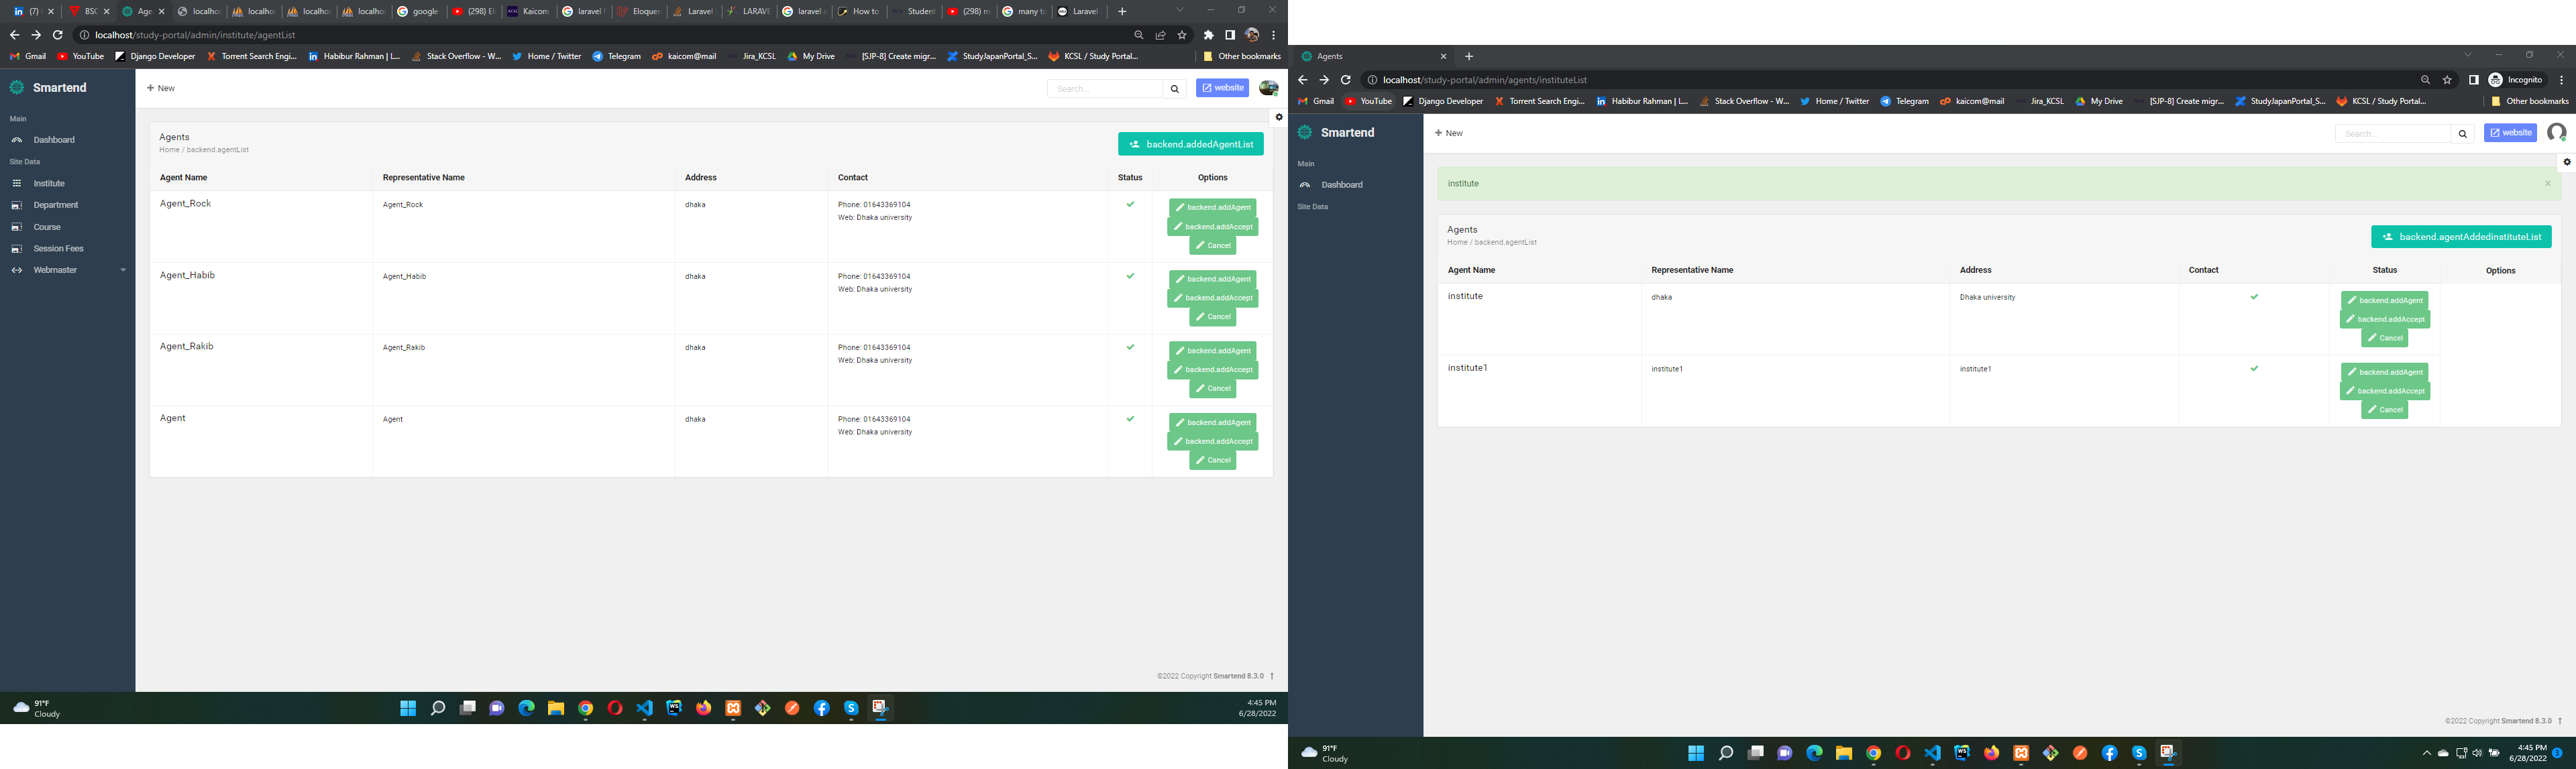 (7)
BSC
Age
localhos
localho
localho
localho
google
(298) El
Kaicom
laravel
Eloquen
Laravel
LARAVE
laravel
How to
Student
(298) m
many to
Laravel
localhost/study-portal/admin/institute/agentList
Gmail YouTube Django Developer Torrent Search Engi... Habibur Rahman | L... Stack Overflow - W... Home / Twitter Telegram kaicom@mail Jira_KCSL My Drive [SJP-8] Create migr... StudyJapanPortal_S... KCSL / Study Portal... Other bookmarks
Smartend
+ New
Search...
website
Main
Dashboard
Site Data
Institute
Department
Course
Session Fees
Webmaster
Agents
Home / backend.agentList
backend.addedAgentList
Agent Name Representative Name Address Contact Status Options
Agent_Rock Agent_Rock dhaka Phone: 01643369104
Web: Dhaka university
backend.addAgent
backend.addAccept
Cancel
Agent_Habib Agent_Habib dhaka Phone: 01643369104
Web: Dhaka university
backend.addAgent
backend.addAccept
Cancel
Agent_Rakib Agent_Rakib dhaka Phone: 01643369104
Web: Dhaka university
backend.addAgent
backend.addAccept
Cancel
Agent Agent dhaka Phone: 01643369104
Web: Dhaka university
backend.addAgent
backend.addAccept
Cancel
©2022 Copyright Smartend 8.3.0
91°F
Cloudy
4:45 PM
6/28/2022
Agents
localhost/study-portal/admin/agents/instituteList
Incognito
Gmail YouTube Django Developer Torrent Search Engi... Habibur Rahman | L... Stack Overflow - W... Home / Twitter Telegram kaicom@mail Jira_KCSL My Drive [SJP-8] Create migr... StudyJapanPortal_S... KCSL / Study Portal... Other bookmarks
Smartend
+ New
Search...
website
Main
Dashboard
Site Data
institute
Agents
Home / backend.agentList
backend.agentAddedinstituteList
Agent Name Representative Name Address Contact Status Options
institute dhaka Dhaka university
backend.addAgent
backend.addAccept
Cancel
institute1 institute1 institute1
backend.addAgent
backend.addAccept
Cancel
©2022 Copyright Smartend 8.3.0
91°F
Cloudy
4:45 PM
6/28/2022
3